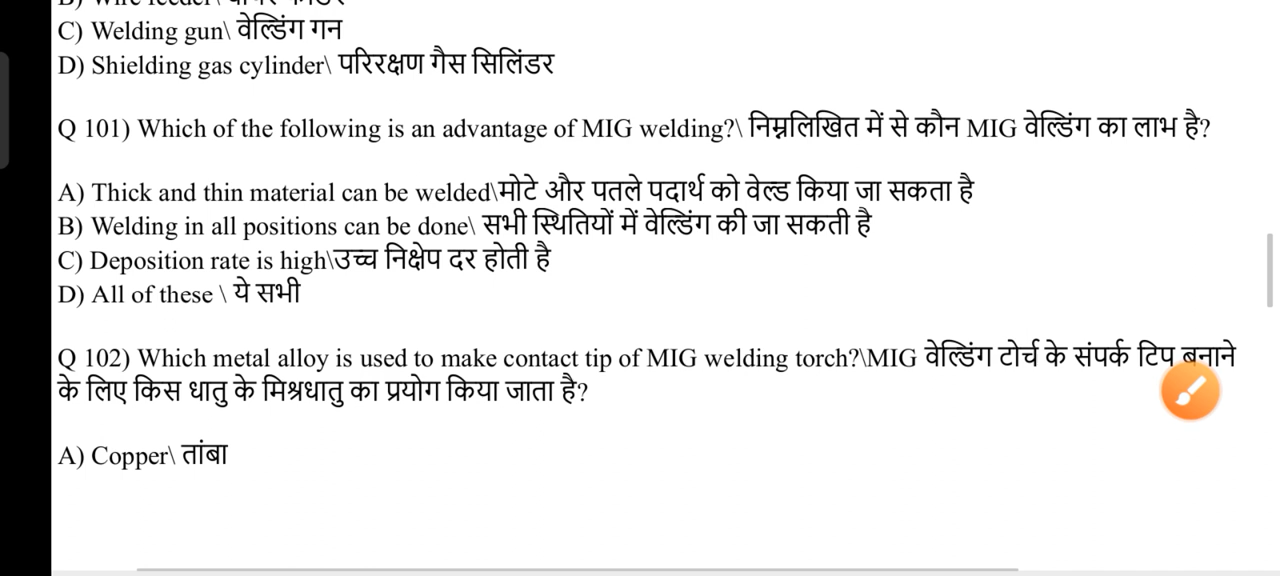 C) Welding gun\ वेल्डिंग गन
D) Shielding gas cylinder\ परिरक्षण गैस सिलिंडर
Q 101) Which of the following is an advantage of MIG welding?\ निम्नलिखित में से कौन MIG वेल्डिंग का लाभ है?
A) Thick and thin material can be welded\मोटे और पतले पदार्थ को वेल्ड किया जा सकता है
B) Welding in all positions can be done\ सभी स्थितियों में वेल्डिंग की जा सकती है
C) Deposition rate is high\उच्च निक्षेप दर होती है
D) All of these \ ये सभी
Q 102) Which metal alloy is used to make contact tip of MIG welding torch?\MIG वेल्डिंग टोर्च के संपर्क टिप बनाने
के लिए किस धातु के मिश्रधातु का प्रयोग किया जाता है?
A) Copper\ तांबा